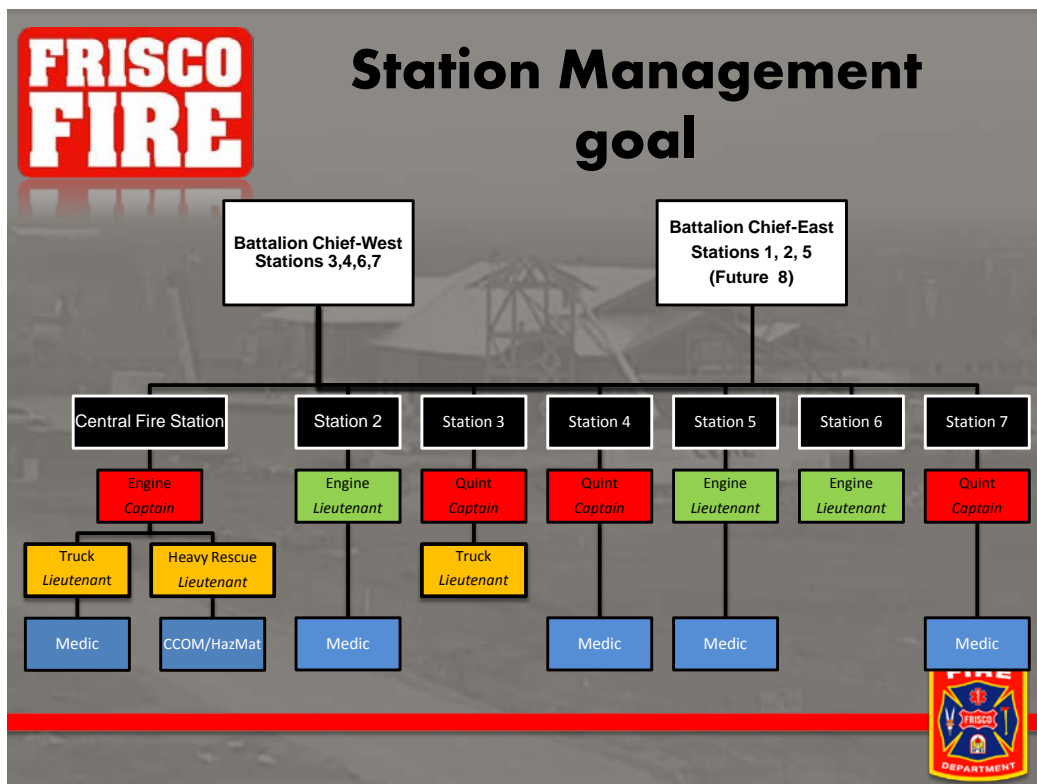 FRISCO
FIRE
Station Management
goal
Battalion Chief-West
Stations 3,4,6,7
Battalion Chief-East
Stations 1, 2, 5
(Future 8)
Central Fire Station
Station 2
Station 3
Station 4
Station 5
Station 6
Station 7
Engine
Captain
Engine
Lieutenant
Quint
Captain
Quint
Captain
Engine
Lieutenant
Engine
Lieutenant
Quint
Captain
Truck
Lieutenant
Heavy Rescue
Lieutenant
Truck
Lieutenant
Medic
CCOM/HazMat
Medic
Medic
Medic
Medic
FIRE
FRISCO
DEPARTMENT